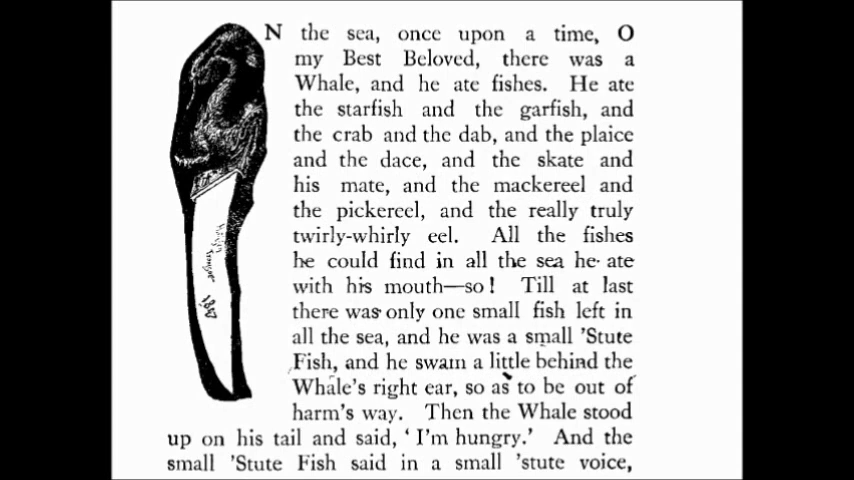 N the sea, once upon a time, O
my Best Beloved, there was a
Whale, and he ate fishes. He ate
the starfish and the garfish, and
the crab and the dab, and the plaice
and the dace, and the skate and
his mate, and the mackereel and
the pickereel, and the really truly
twirly-whirly eel. All the fishes
he could find in all the sea he ate
with his mouth—so! Till at last
there was only one small fish left in
all the sea, and he was a small 'Stute
Fish, and he swam a little behind the
Whale's right ear, so as to be out of
harm's way. Then the Whale stood
up on his tail and said, 'I'm hungry.' And the
small 'Stute Fish said in a small 'stute voice,